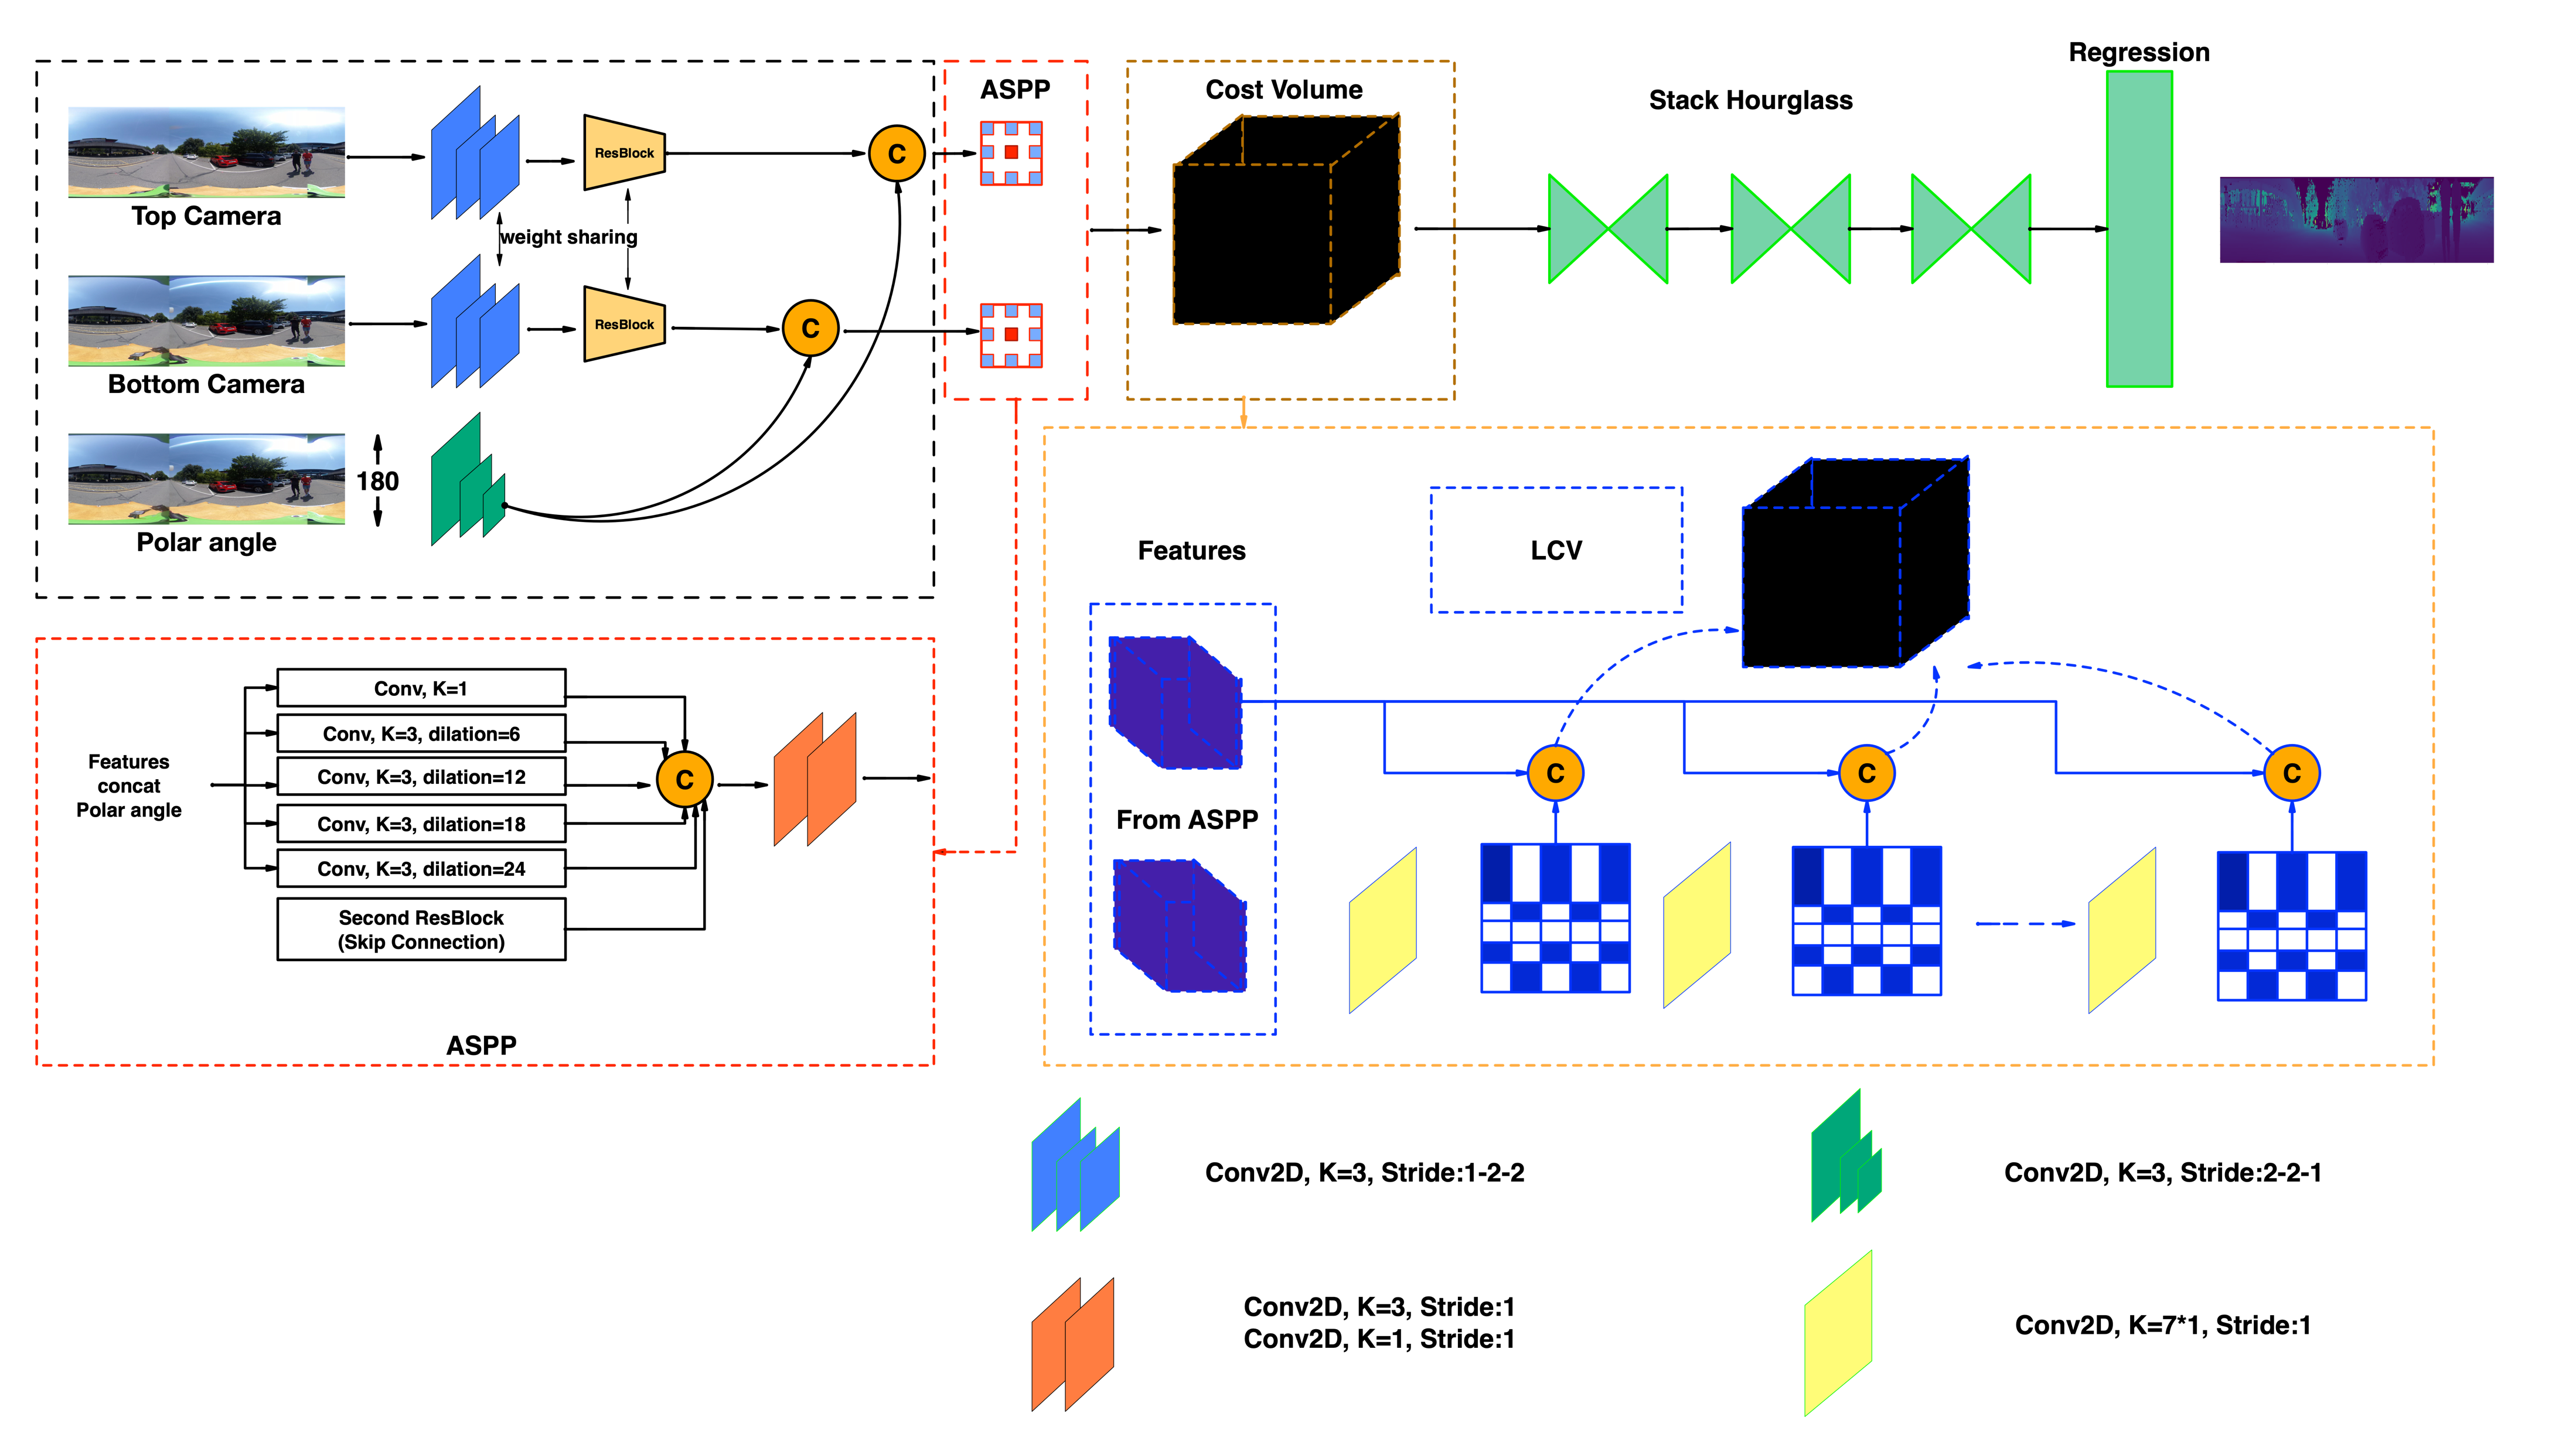 Regression
ASPP
Cost Volume
Stack Hourglass
ResBlock
C
Top Camera
weight sharing
ResBlock
C
Bottom Camera
180
Polar angle
Features
LCV
From ASPP
C
C
C
Features
concat
Polar angle
Conv, K=1
Conv, K=3, dilation=6
Conv, K=3, dilation=12
Conv, K=3, dilation=18
Conv, K=3, dilation=24
Second ResBlock
(Skip Connection)
C
ASPP
Conv2D, K=3, Stride:1-2-2
Conv2D, K=3, Stride:2-2-1
Conv2D, K=3, Stride:1
Conv2D, K=1, Stride:1
Conv2D, K=7*1, Stride:1